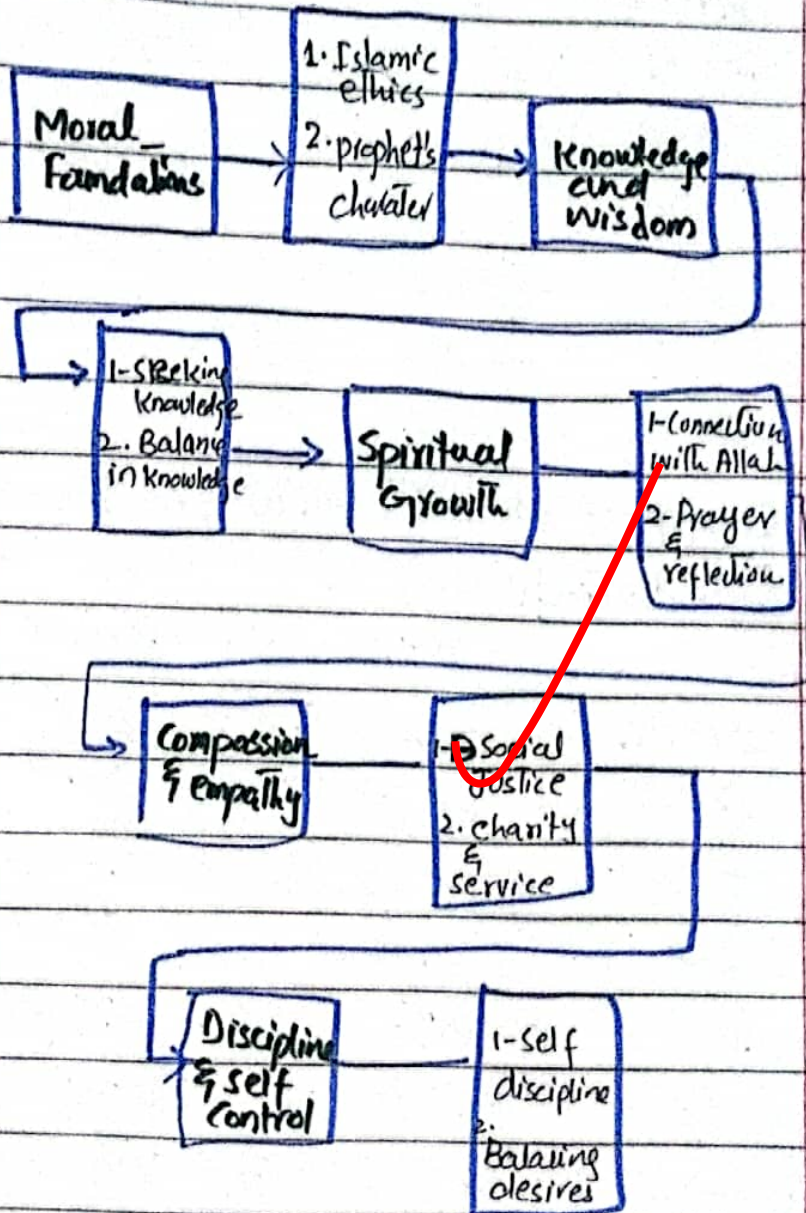 Moral
Foundations
1. Islamic
ethics
2. prophet's
charater
Knowledge
and
wisdom
1-Seeking
knowledge
2. Balance
in knowledge
Spiritual
Growth
1-Connection
with Allah
2-Prayer
&
reflection
Compassion
& empathy
1-Social
Justice
2. charity
&
service
Discipline
& self
control
1-self
discipline
2.
Balacing
desires